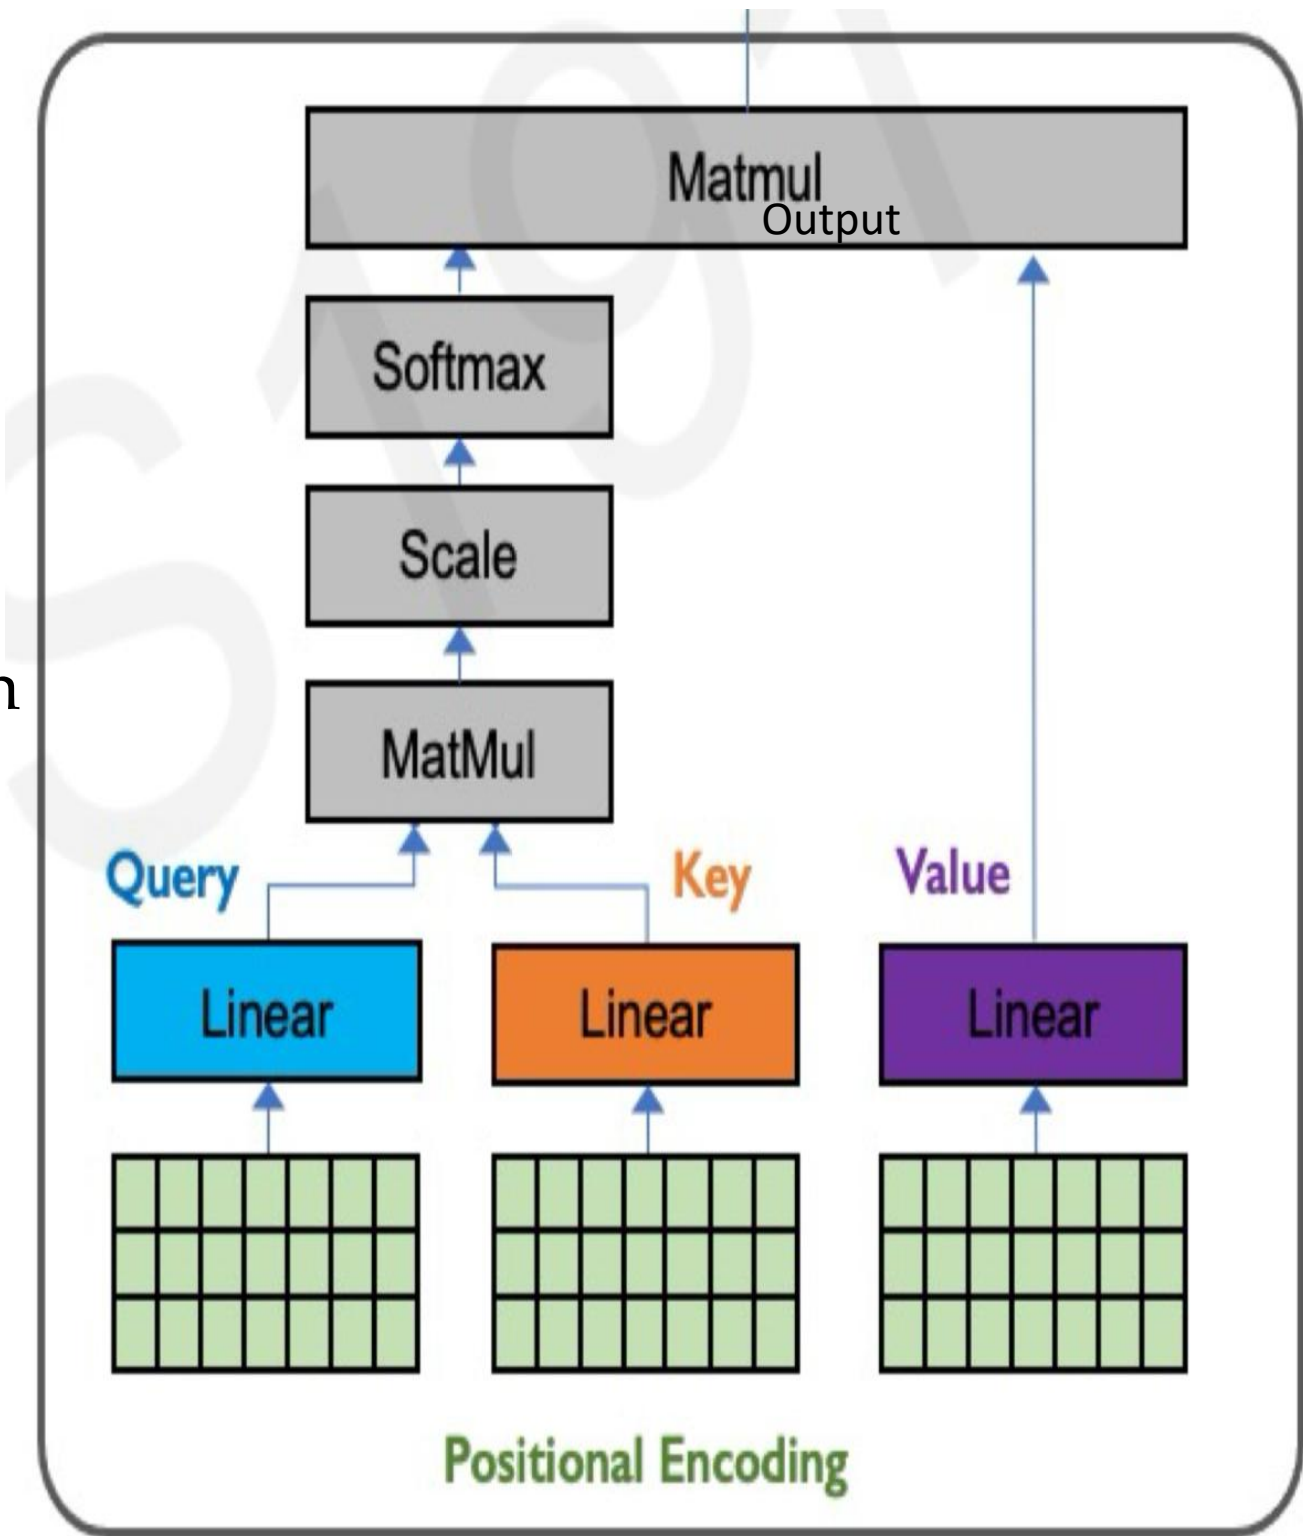 Matmul
Output
Softmax
Scale
n
MatMul
Query Key Value
Linear Linear Linear
Positional Encoding